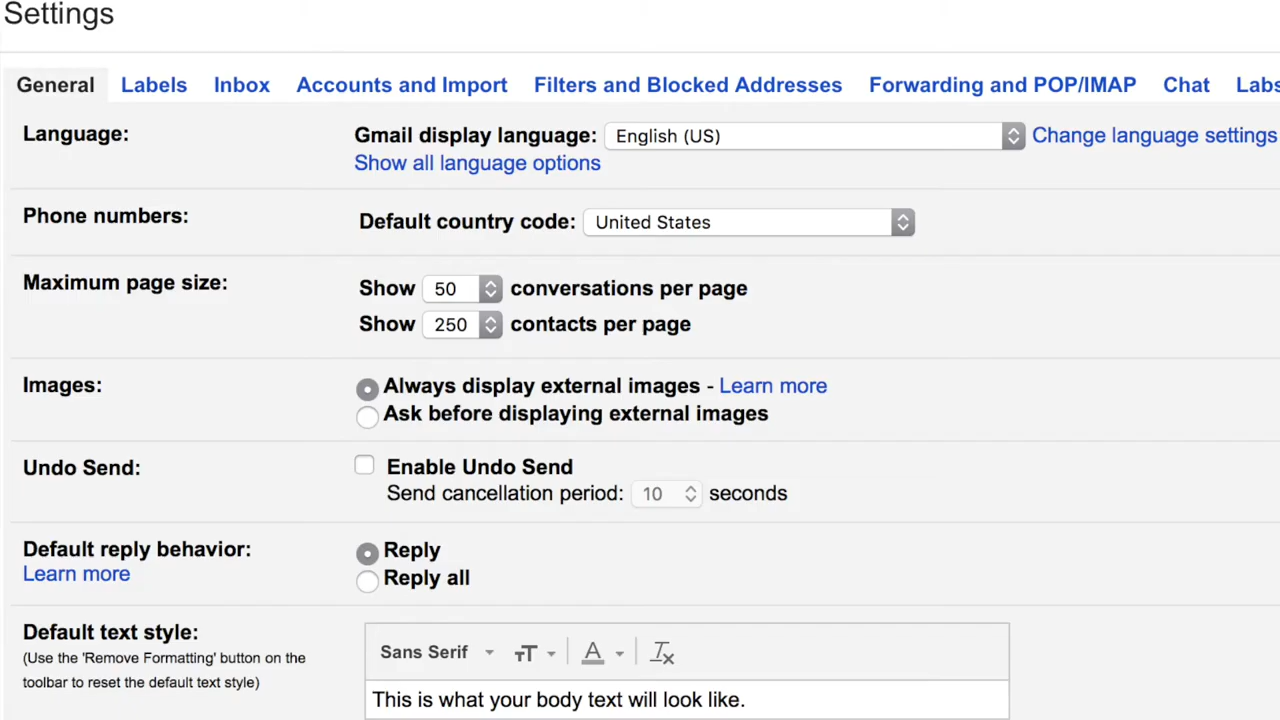 Settings
General Labels Inbox Accounts and Import Filters and Blocked Addresses Forwarding and POP/IMAP Chat Labs
Language: Gmail display language: English (US) Change language settings
Show all language options
Phone numbers: Default country code: United States
Maximum page size: Show 50 conversations per page
Show 250 contacts per page
Images: Always display external images - Learn more
Ask before displaying external images
Undo Send: Enable Undo Send
Send cancellation period: 10 seconds
Default reply behavior: Reply
Learn more
Reply all
Default text style:
(Use the 'Remove Formatting' button on the
toolbar to reset the default text style)
Sans Serif
This is what your body text will look like.